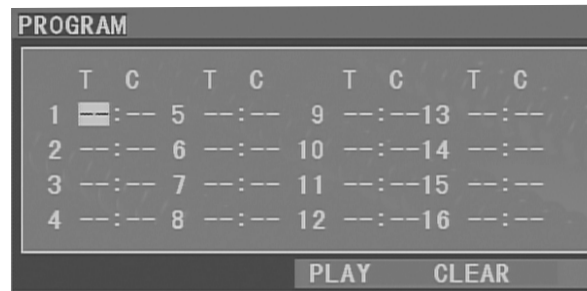 PROGRAM
T C T C T C T C
1 --:-- 5 --:-- 9 --:--13 --:--
2 --:-- 6 --:-- 10 --:--14 --:--
3 --:-- 7 --:-- 11 --:--15 --:--
4 --:-- 8 --:-- 12 --:--16 --:--
PLAY CLEAR